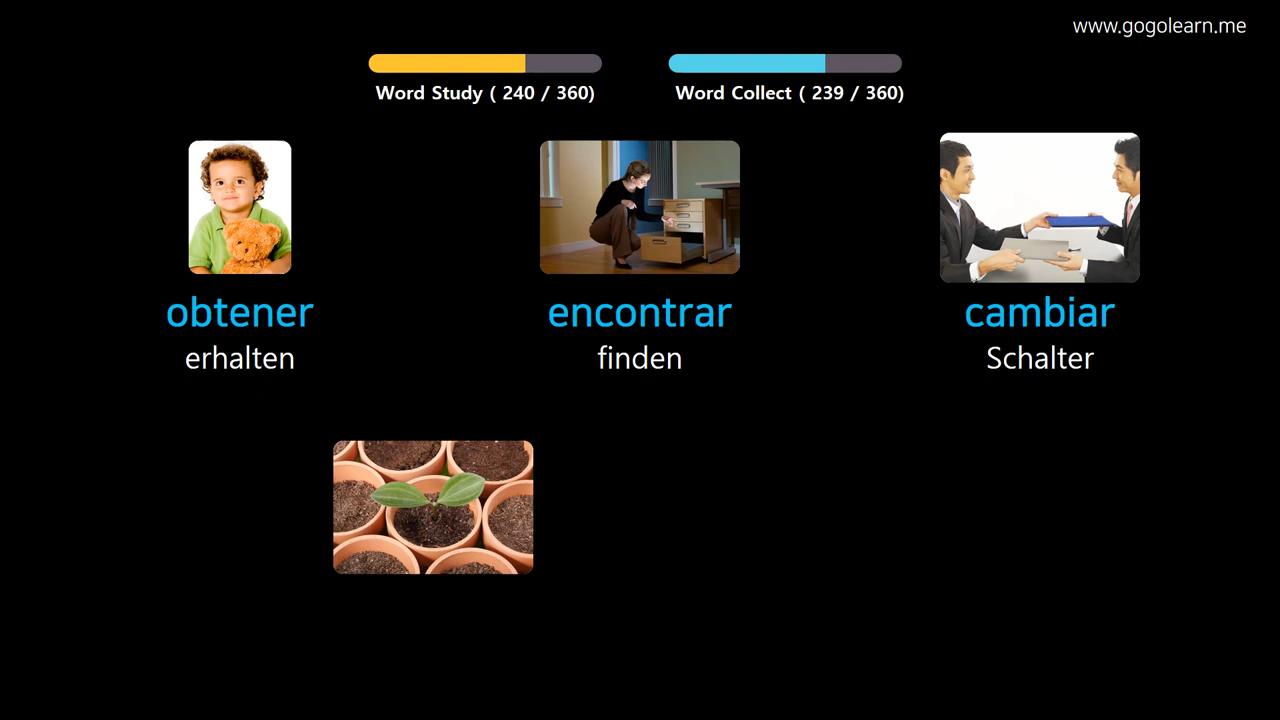 www.gogolearn.me
Word Study ( 240 / 360)
Word Collect ( 239 / 360)
obtener
erhalten
encontrar
finden
cambiar
Schalter